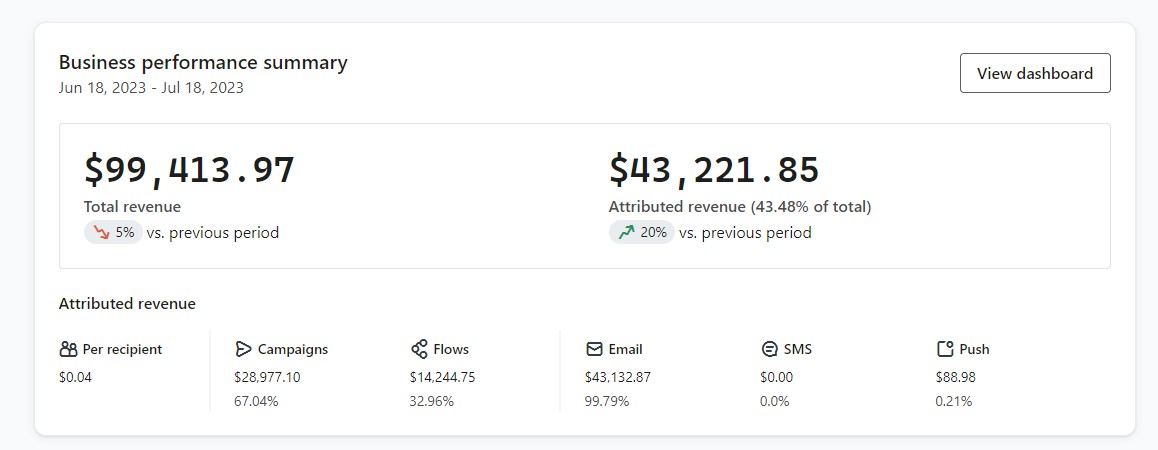 Business performance summary
Jun 18, 2023 - Jul 18, 2023
View dashboard
$99,413.97
Total revenue
5% vs. previous period
$43,221.85
Attributed revenue (43.48% of total)
20% vs. previous period
Attributed revenue
Per recipient
$0.04
Campaigns
$28,977.10
67.04%
Flows
$14,244.75
32.96%
Email
$43,132.87
99.79%
SMS
$0.00
0.0%
Push
$88.98
0.21%